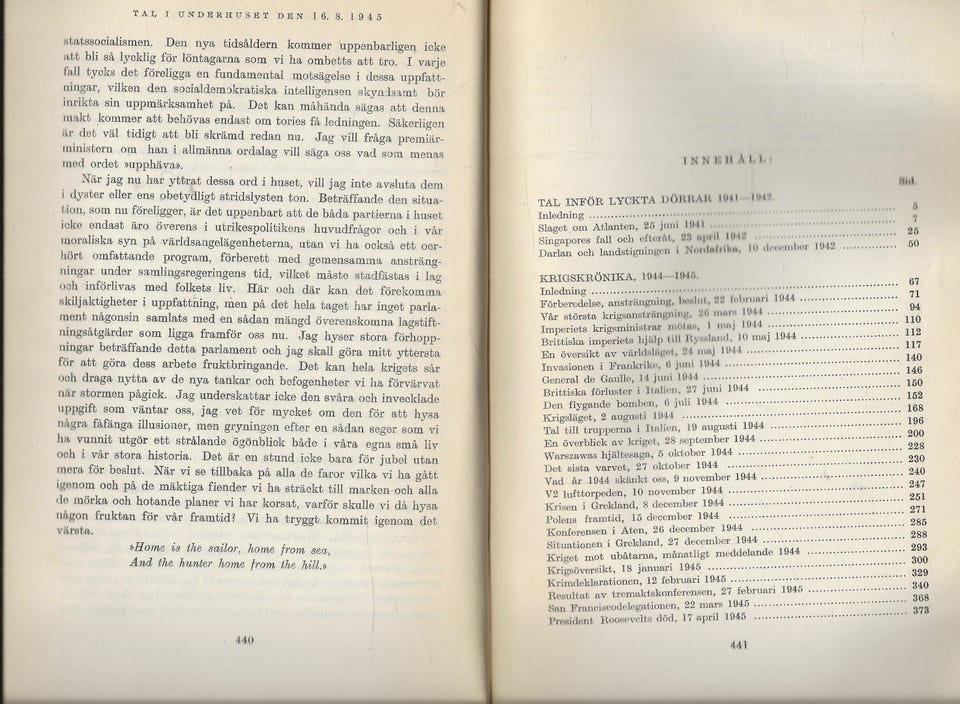 TAL I UNDERHUSET DEN 16. 8. 1945
statssocialismen. Den nya tidsåldern kommer uppenbarligen icke
att bli så lycklig för löntagarna som vi ha ombetts att tro. I varje
fall tycks det föreligga en fundamental motsägelse i dessa uppfatt-
ningar, vilken den socialdemokratiska intelligensen skyndsamt bör
inrikta sin uppmärksamhet på. Det kan måhända sägas att denna
makt kommer att behövas endast om tories få ledningen. Säkerligen
är det väl tidigt att bli skrämd redan nu. Jag vill fråga premiär-
ministern om han i allmänna ordalag vill säga oss vad som menas
med ordet »upphäva».
När jag nu har yttrat dessa ord i huset, vill jag inte avsluta dem
i dyster eller ens obetydligt stridslysten ton. Beträffande den situa-
tion, som nu föreligger, är det uppenbart att de båda partierna i huset
icke endast äro överens i utrikespolitikens huvudfrågor och i vår
moraliska syn på världsangelägenheterna, utan vi ha också ett oer-
hört omfattande program, förberett med gemensamma ansträng-
ningar under samlingsregeringens tid, vilket måste stadfästas i lag
och införlivas med folkets liv. Här och där kan det förekomma
skiljaktigheter i uppfattning, men på det hela taget har inget parla-
ment någonsin samlats med en sådan mängd överenskomna lagstift-
ningsåtgärder som ligga framför oss nu. Jag hyser stora förhopp-
ningar beträffande detta parlament och jag skall göra mitt yttersta
för att göra dess arbete fruktbringande. Det kan hela krigets sår
och draga nytta av de nya tankar och befogenheter vi ha förvärvat
när stormen pågick. Jag underskattar icke den svåra och invecklade
uppgift som väntar oss, jag vet för mycket om den för att hysa
några fåfänga illusioner, men gryningen efter en sådan seger som vi
ha vunnit utgör ett strålande ögonblick både i våra egna små liv
och i vår stora historia. Det är en stund icke bara för jubel utan
mera för beslut. När vi se tillbaka på alla de faror vilka vi ha gått
igenom och på de mäktiga fiender vi ha sträckt till marken och alla
de mörka och hotande planer vi har korsat, varför skulle vi då hysa
någon fruktan för vår framtid? Vi ha tryggt kommit igenom det
värsta.
»Home is the sailor, home from sea,
And the hunter home from the hill.»
440
INNEHÅLL
Sid.
TAL INFÖR LYCKTA DÖRRAR 1941—1942.
Inledning 5
Slaget om Atlanten, 25 juni 1941 7
Singapores fall och efteråt, 23 april 1942 25
Darlan och landstigningen i Nordafrika, 10 december 1942 50
KRIGSKRÖNIKA, 1944—1945.
Inledning 67
Förberedelse, ansträngning, beslut, 22 februari 1944 71
Vår största krigsansträngning, 26 mars 1944 94
Imperiets krigsministrar mötas, 1 maj 1944 110
Brittiska imperiets hjälp till Ryssland, 10 maj 1944 112
En översikt av världsläget, 24 maj 1944 117
Invasionen i Frankrike, 6 juni 1944 140
General de Gaulle, 14 juni 1944 146
Brittiska förluster i Italien, 27 juni 1944 150
Den flygande bomben, 6 juli 1944 152
Krigsläget, 2 augusti 1944 168
Tal till trupperna i Italien, 19 augusti 1944 196
En överblick av kriget, 28 september 1944 200
Warszawas hjältesaga, 5 oktober 1944 228
Det sista varvet, 27 oktober 1944 230
Vad år 1944 skänkt oss, 9 november 1944 240
V2 lufttorpeden, 10 november 1944 247
Krisen i Grekland, 8 december 1944 251
Polens framtid, 15 december 1944 271
Konferensen i Aten, 26 december 1944 285
Situationen i Grekland, 27 december 1944 288
Kriget mot ubåtarna, månatligt meddelande 1944 293
Krigsöversikt, 18 januari 1945 300
Krimdeklarationen, 12 februari 1945 329
Resultat av tremaktskonferensen, 27 februari 1945 340
San Franciscodelegationen, 22 mars 1945 368
President Roosevelts död, 17 april 1945 373
441